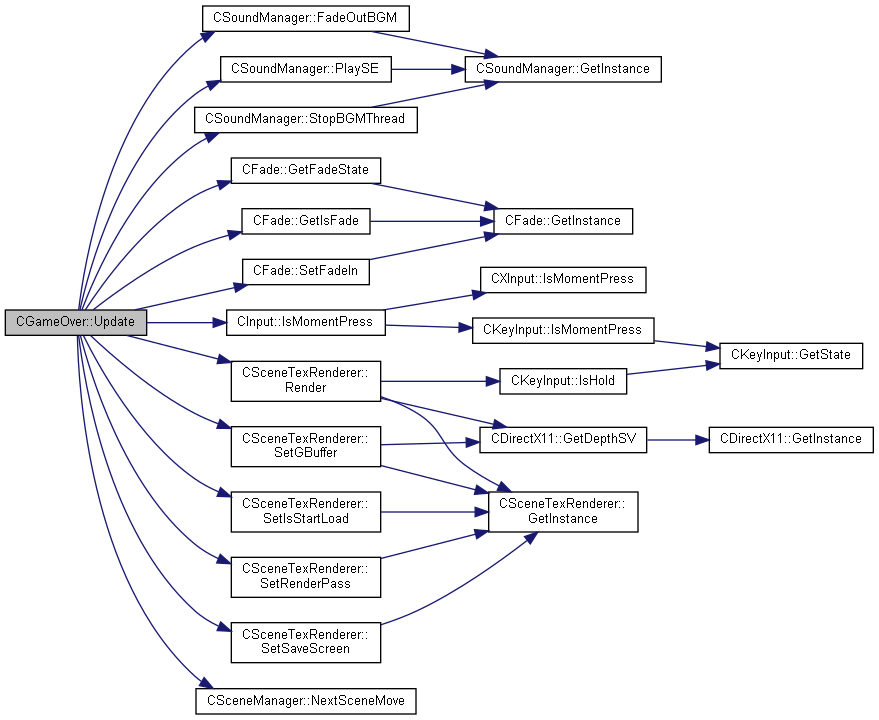 CSoundManager::FadeOutBGM
CSoundManager::PlaySE
CSoundManager::GetInstance
CSoundManager::StopBGMThread
CFade::GetFadeState
CFade::GetIsFade
CFade::GetInstance
CFade::SetFadeIn
CXInput::IsMomentPress
CGameOver::Update
CInput::IsMomentPress
CKeyInput::IsMomentPress
CKeyInput::GetState
CSceneTexRenderer::
Render
CKeyInput::IsHold
CSceneTexRenderer::
SetGBuffer
CDirectX11::GetDepthSV
CDirectX11::GetInstance
CSceneTexRenderer::
SetIsStartLoad
CSceneTexRenderer::
GetInstance
CSceneTexRenderer::
SetRenderPass
CSceneTexRenderer::
SetSaveScreen
CSceneManager::NextSceneMove